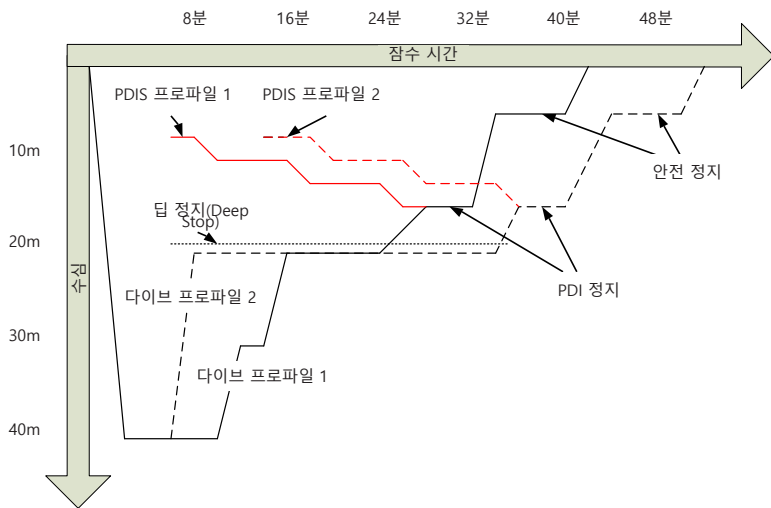 8분 16분 24분 32분 40분 48분
잠수 시간
PDIS 프로파일 1 PDIS 프로파일 2
10m
안전 정지
딥 정지(Deep
Stop)
20m
수심
PDI 정지
다이브 프로파일 2
30m
다이브 프로파일 1
40m